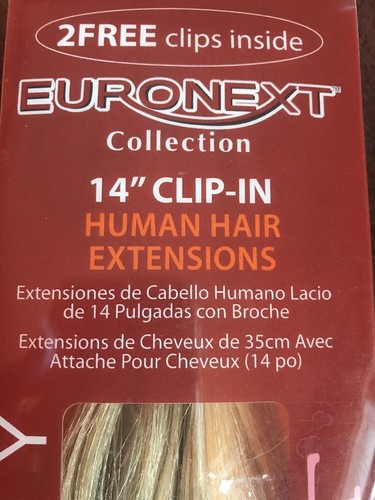 2FREE clips inside
EURONEXT™
Collection
14” CLIP-IN
HUMAN HAIR
EXTENSIONS
Extensiones de Cabello Humano Lacio
de 14 Pulgadas con Broche
Extensions de Cheveux de 35cm Avec
Attache Pour Cheveux (14 po)